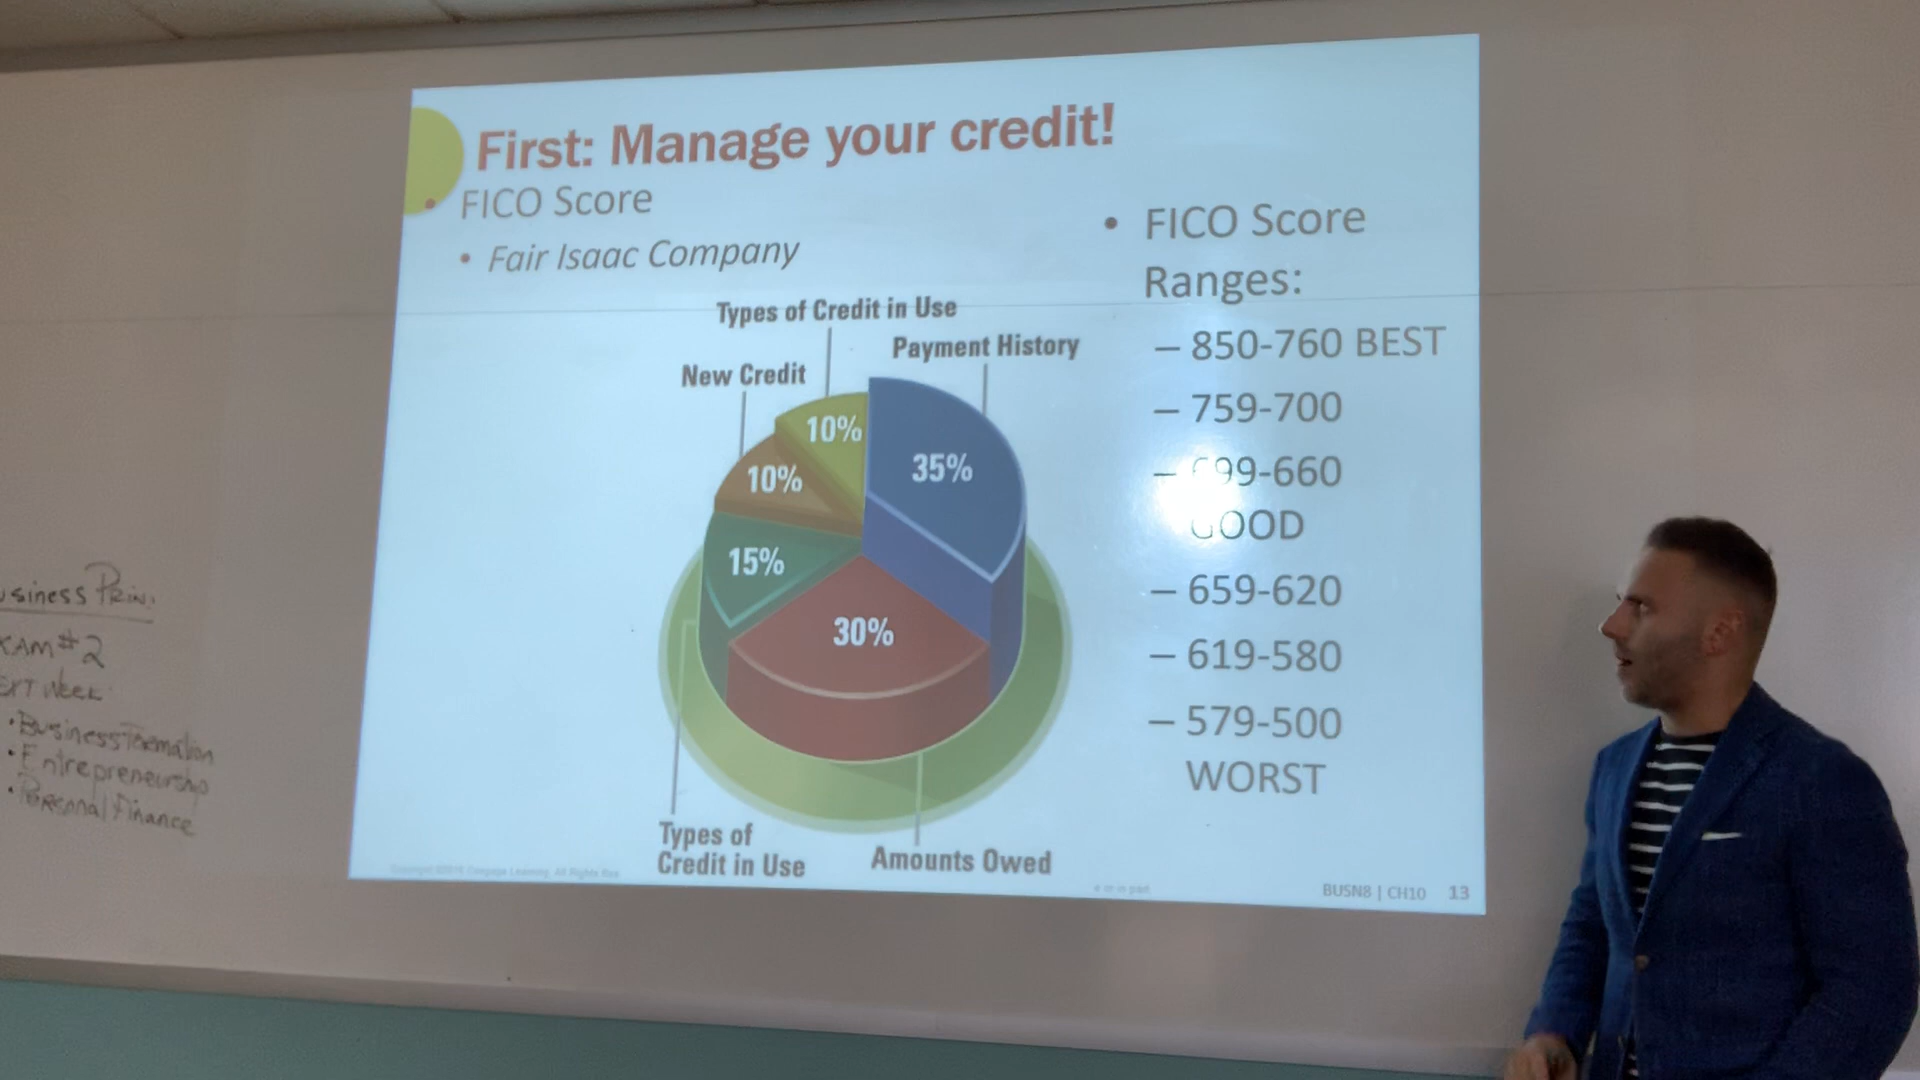 First: Manage your credit!
• FICO Score
• Fair Isaac Company
Types of Credit in Use
Payment History
New Credit
10%
35%
10%
15%
30%
Types of
Credit in Use
Amounts Owed
• FICO Score
Ranges:
– 850-760 BEST
– 759-700
– 699-660
GOOD
– 659-620
– 619-580
– 579-500
WORST
BUSN8 | CH10 13
Prin.
#2
Week
• Business Formation
• Entrepreneurship
• Personal Finance